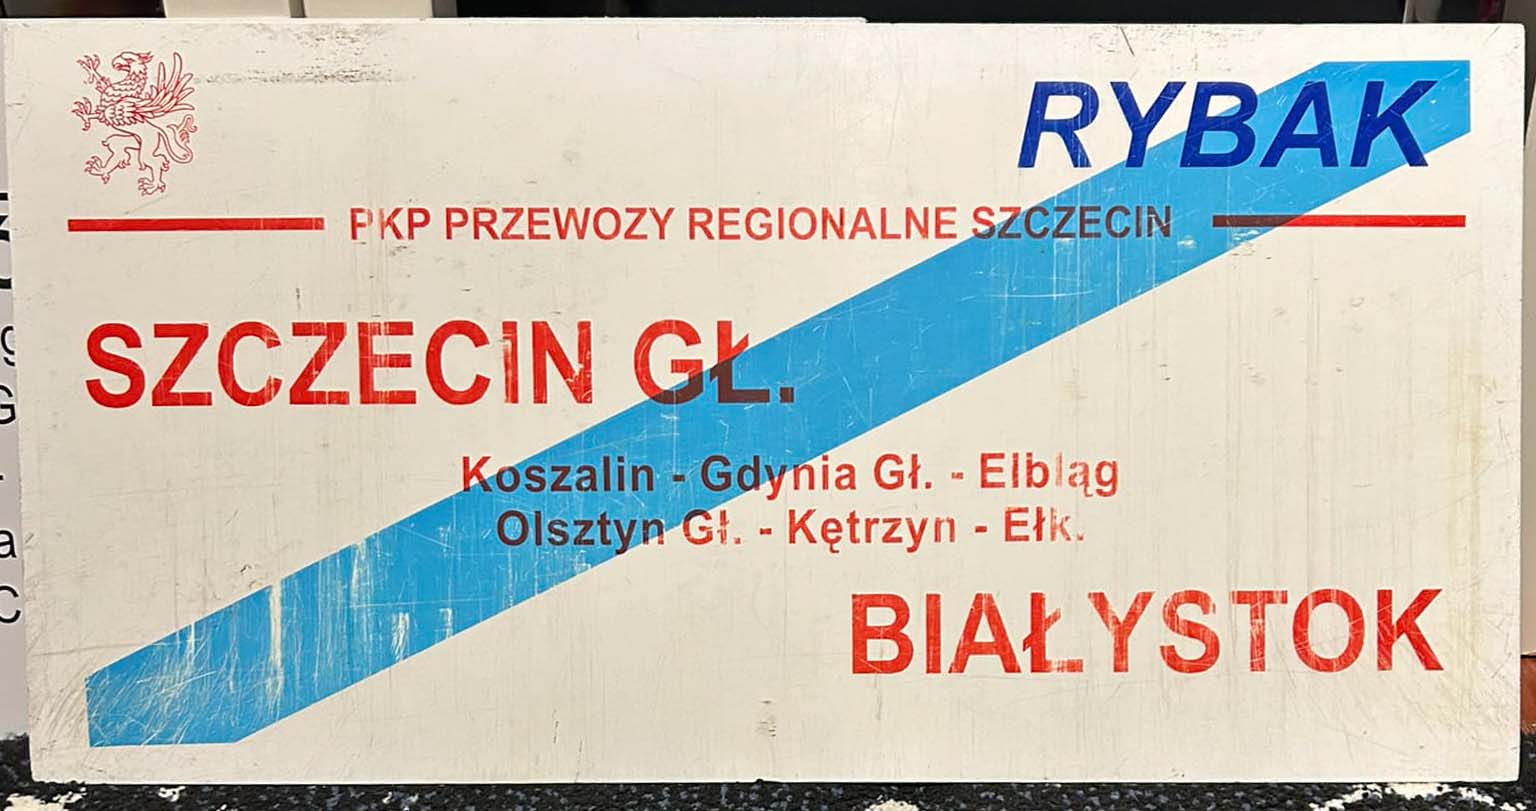 RYBAK
PKP PRZEWOZY REGIONALNE SZCZECIN
SZCZECIN GŁ.
Koszalin - Gdynia Gł. - Elbląg
Olsztyn Gł. - Kętrzyn - Ełk.
BIAŁYSTOK